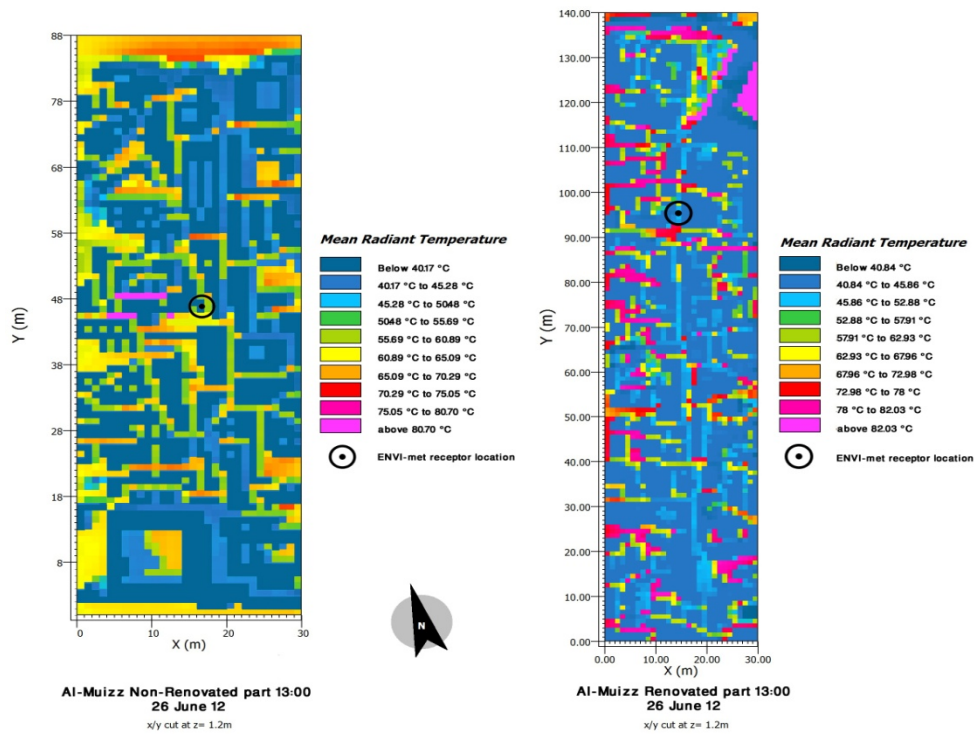 88
78
68
58
48
38
28
18
8
Y (m)
0
10
20
30
X (m)
Mean Radiant Temperature
Below 40.17 °C
40.17 °C to 45.28 °C
45.28 °C to 5048 °C
5048 °C to 55.69 °C
55.69 °C to 60.89 °C
60.89 °C to 65.09 °C
65.09 °C to 70.29 °C
70.29 °C to 75.05 °C
75.05 °C to 80.70 °C
above 80.70 °C
ENVI-met receptor location
Al-Muizz Non-Renovated part 13:00
26 June 12
x/y cut at z= 1.2m
N
140.00
130.00
120.00
110.00
100.00
90.00
80.00
70.00
60.00
50.00
40.00
30.00
20.00
10.00
0.00
Y (m)
0.00
10.00
20.00
30.00
X (m)
Mean Radiant Temperature
Below 40.84 °C
40.84 °C to 45.86 °C
45.86 °C to 52.88 °C
52.88 °C to 57.91 °C
57.91 °C to 62.93 °C
62.93 °C to 67.96 °C
67.96 °C to 72.98 °C
72.98 °C to 78 °C
78 °C to 82.03 °C
above 82.03 °C
ENVI-met receptor location
Al-Muizz Renovated part 13:00
26 June 12
x/y cut at z= 1.2m